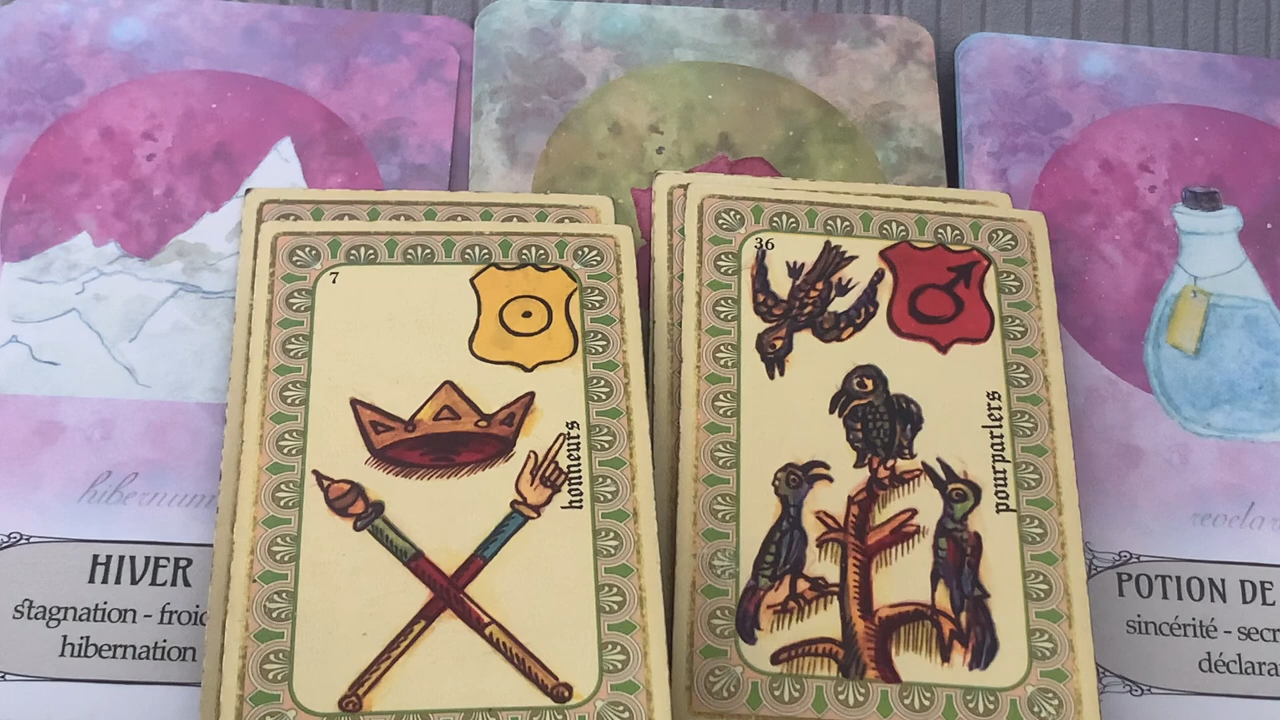 hibernum
HIVER
stagnation - froid
hibernation
7
honneurs
36
pourparlers
revela
POTION DE
sincérité - secr
déclara